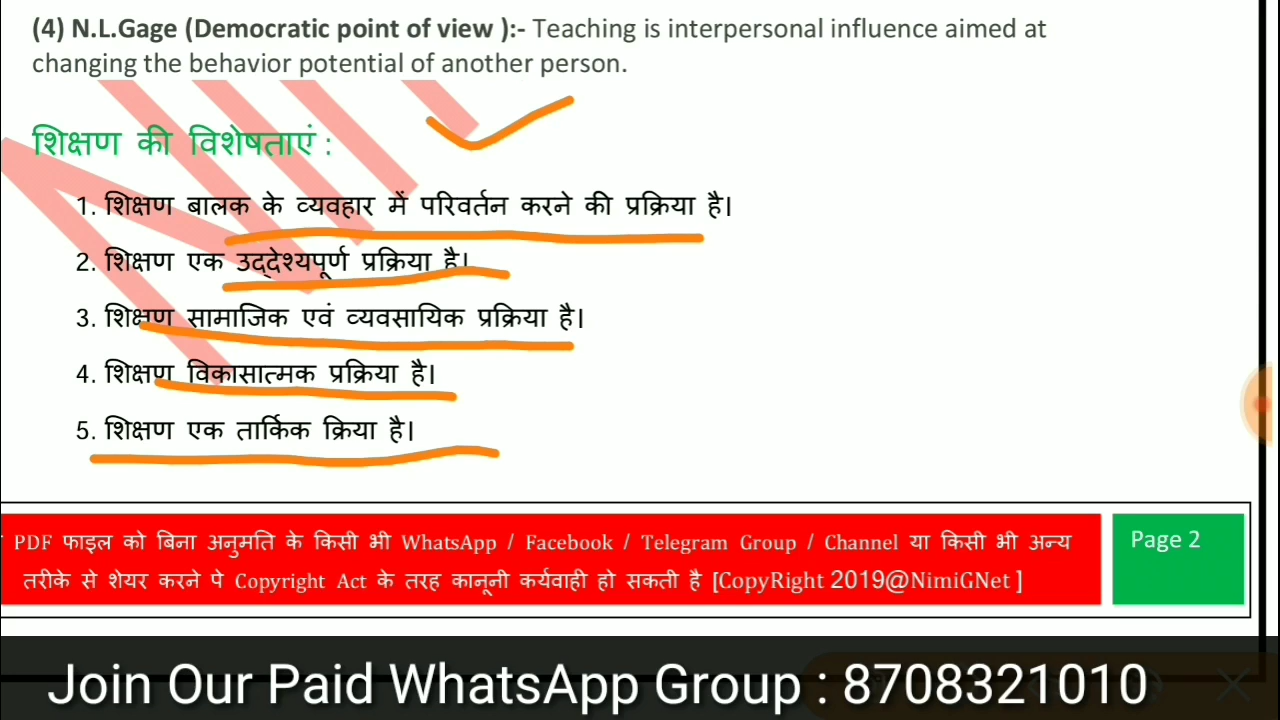 (4) N.L.Gage (Democratic point of view ):- Teaching is interpersonal influence aimed at
changing the behavior potential of another person.
शिक्षण की विशेषताएं :
1. शिक्षण बालक के व्यवहार में परिवर्तन करने की प्रक्रिया है।
2. शिक्षण एक उद्देश्यपूर्ण प्रक्रिया है।
3. शिक्षण सामाजिक एवं व्यवसायिक प्रक्रिया है।
4. शिक्षण विकासात्मक प्रक्रिया है।
5. शिक्षण एक तार्किक क्रिया है।
PDF फाइल को बिना अनुमति के किसी भी WhatsApp / Facebook / Telegram Group / Channel या किसी भी अन्य
तरीके से शेयर करने पे Copyright Act के तरह कानूनी कर्यवाही हो सकती है [CopyRight 2019@NimiGNet ]
Page 2
Join Our Paid WhatsApp Group : 8708321010